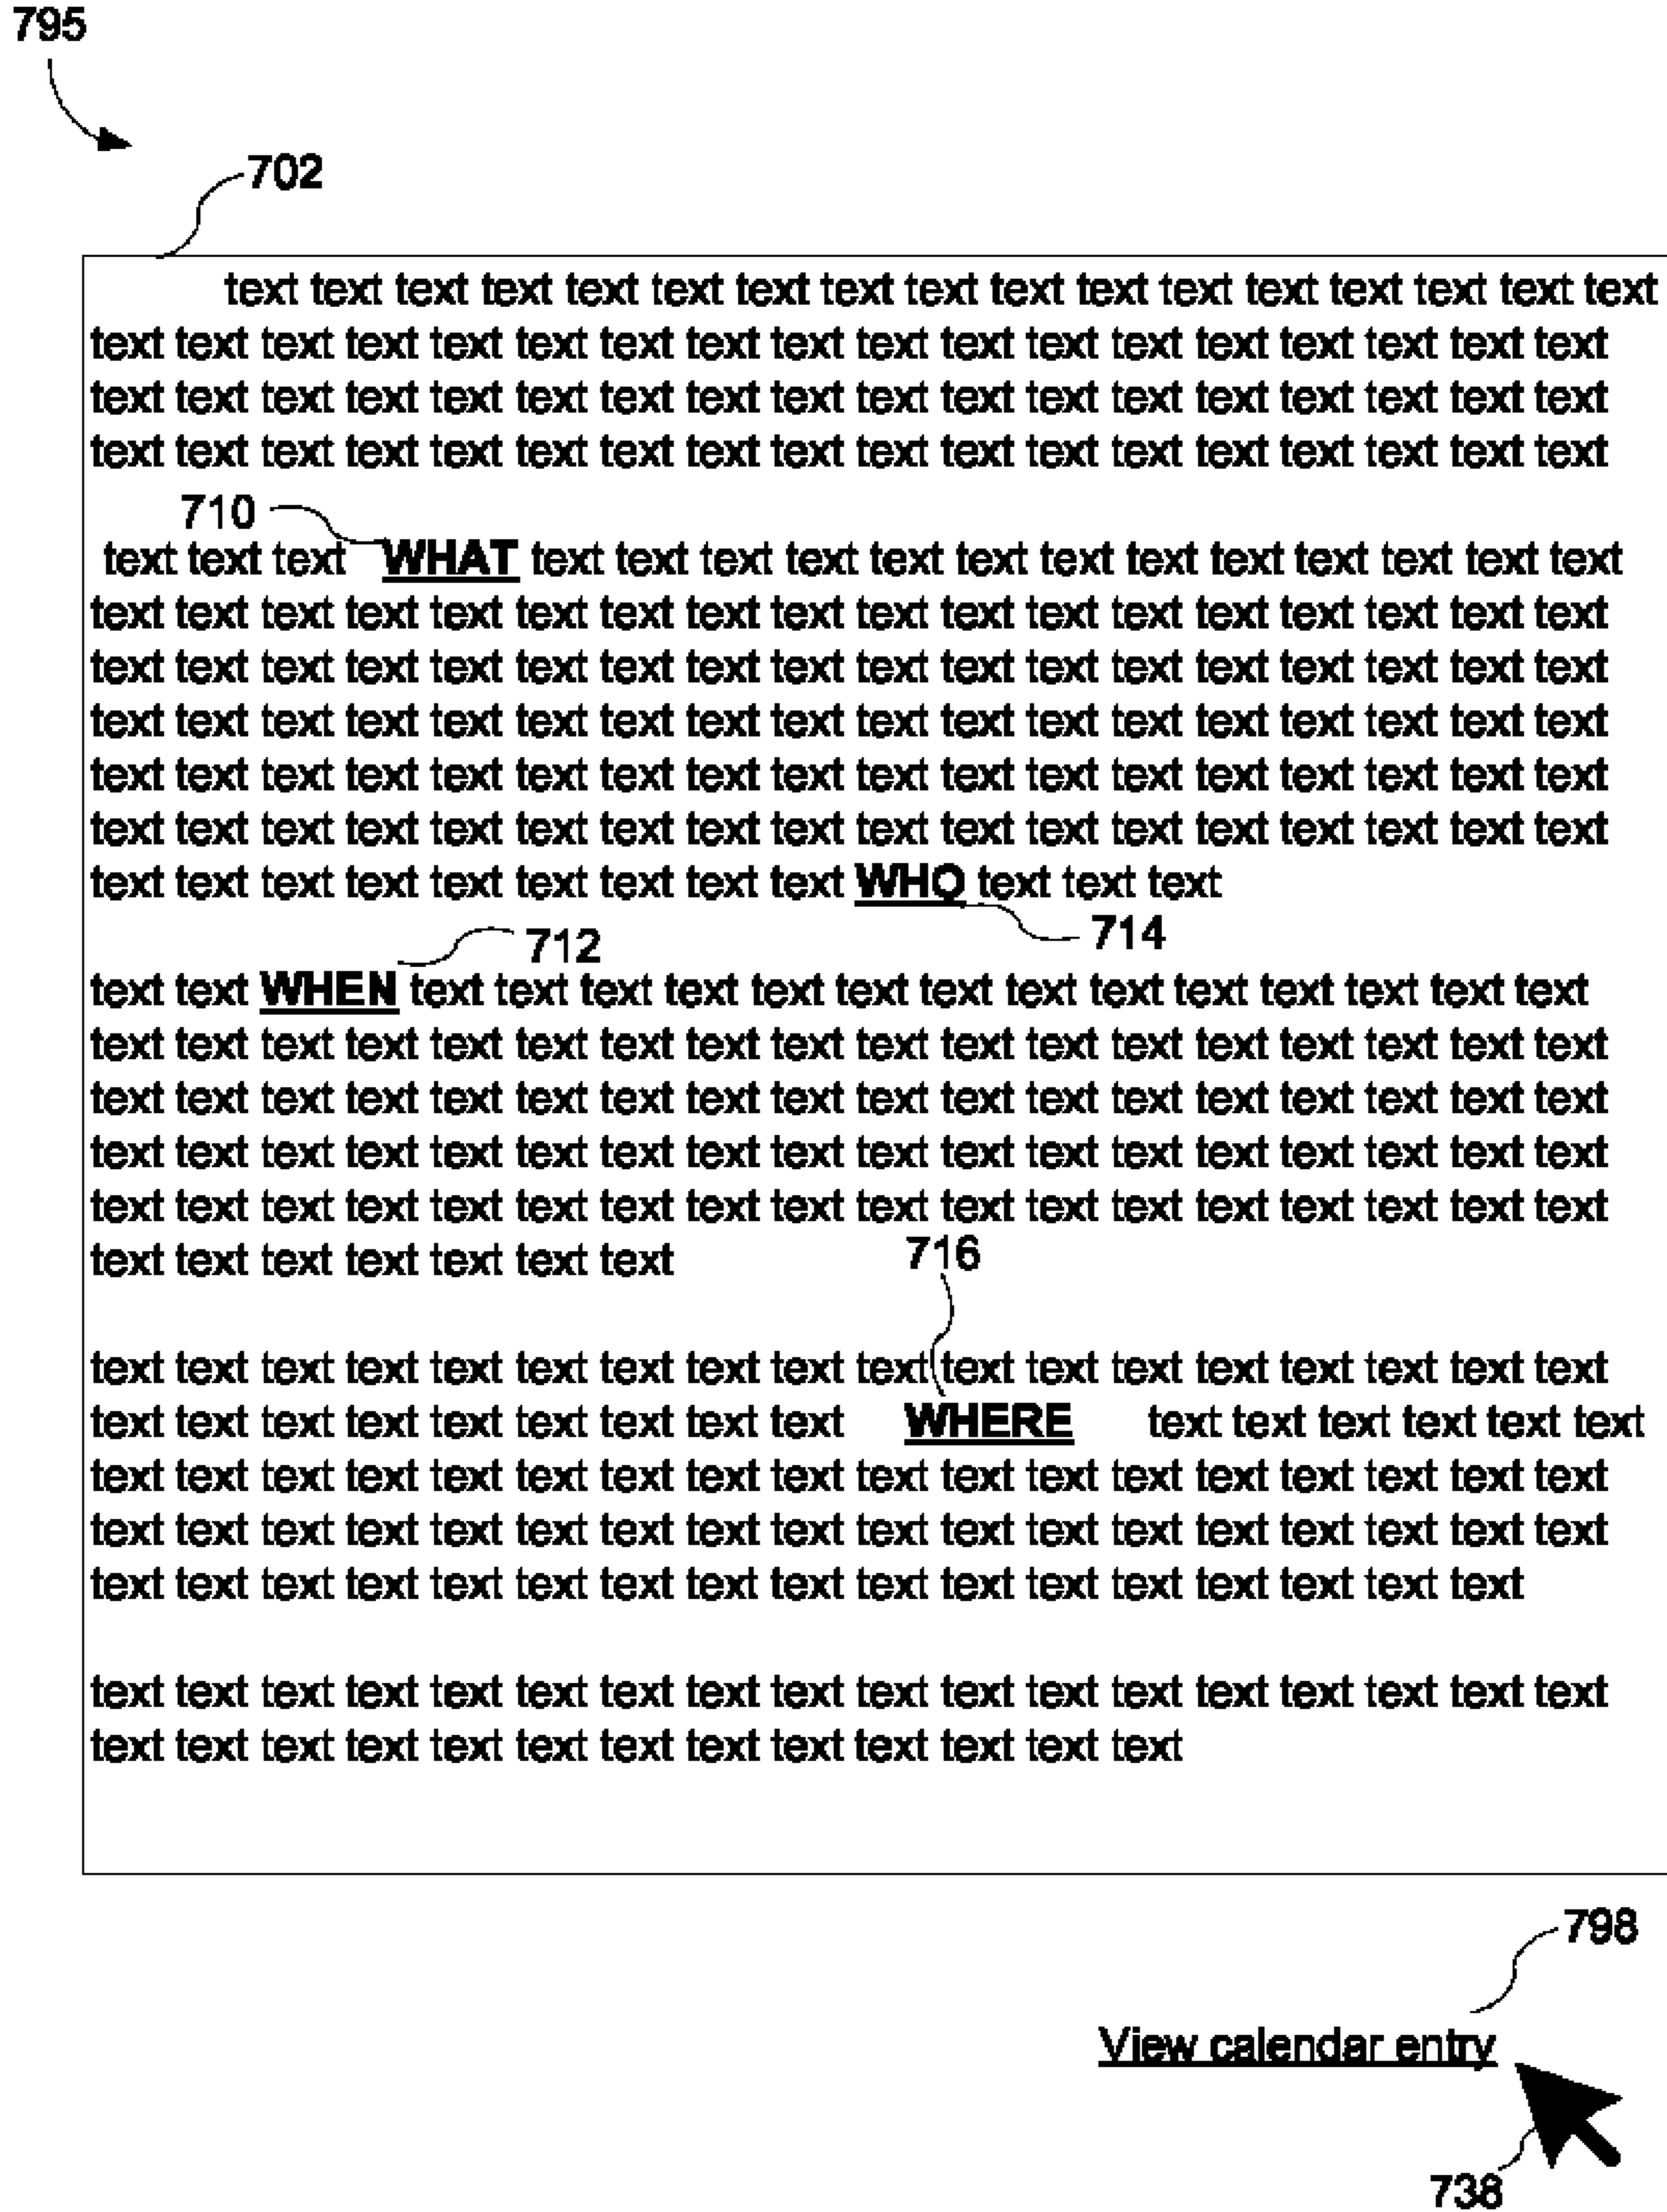 795
702
text text text text text text text text text text text text text text text text text
text text text text text text text text text text text text text text text text text text
text text text text text text text text text text text text text text text text text text
text text text text text text text text text text text text text text text text text text
710
text text text WHAT text text text text text text text text text text text text text
text text text text text text text text text text text text text text text text text text
text text text text text text text text text text text text text text text text text text
text text text text text text text text text text text text text text text text text text
text text text text text text text text text text text text text text text text text text
text text text text text text text text text text text text text text text text text text
text text text text text text text text text WHO text text text
712 714
text text WHEN text text text text text text text text text text text text text text
text text text text text text text text text text text text text text text text text text
text text text text text text text text text text text text text text text text text text
text text text text text text text text text text text text text text text text text text
text text text text text text text text text text text text text text text text text text
text text text text text text text 716
text text text text text text text text text text text text text text text text text text
text text text text text text text text text WHERE text text text text text text
text text text text text text text text text text text text text text text text text text
text text text text text text text text text text text text text text text text text text
text text text text text text text text text text text text text text text text text
text text text text text text text text text text text text text text text text text text
text text text text text text text text text text text text text
798
View calendar entry
738